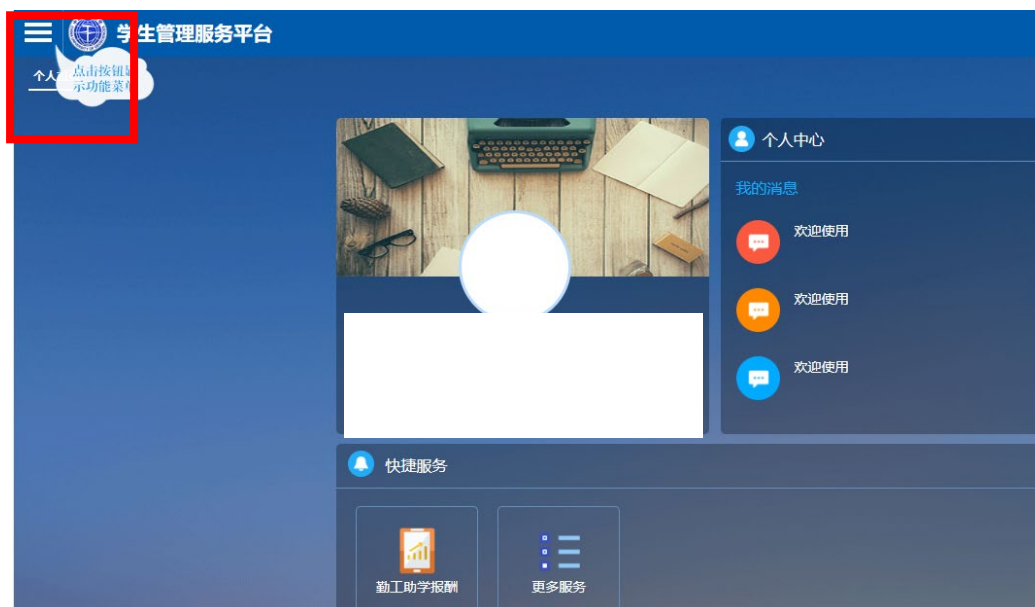 学生管理服务平台
个人
点击按钮显
示功能菜单
个人中心
我的消息
欢迎使用
欢迎使用
欢迎使用
快捷服务
勤工助学报酬
更多服务